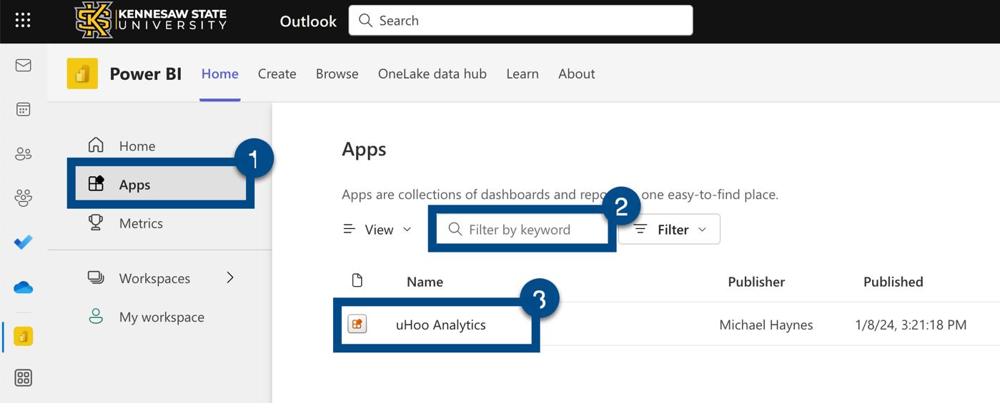 KENNESAW STATE
UNIVERSITY
Outlook
Search
Power BI
Home Create Browse OneLake data hub Learn About
Home
1
Apps
Metrics
Workspaces
My workspace
Apps
Apps are collections of dashboards and one easy-to-find place.
2
View
Filter by keyword
Filter
Name Publisher Published
3
uHoo Analytics Michael Haynes 1/8/24, 3:21:18 PM